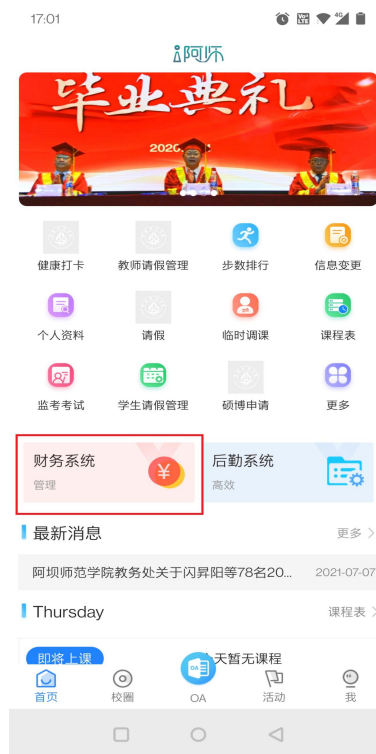 17:01
4G
i阿师
毕业典礼
2020
健康打卡 教师请假管理 步数排行 信息变更
个人资料 请假 临时调课 课程表
监考考试 学生请假管理 硕博申请 更多
财务系统 后勤系统
管理 高效
最新消息 更多
阿坝师范学院教务处关于闪昇阳等78名20... 2021-07-07
Thursday 课程表
即将上课 今天暂无课程
OA
首页 校圈 OA 活动 我